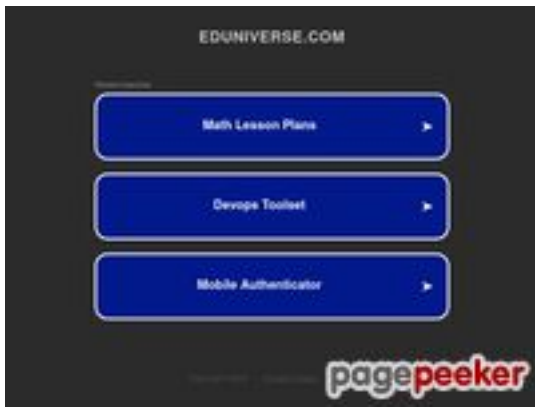 EDUNIVERSE.COM
Math Lesson Plans
Devops Toolset
Mobile Authenticator
pagepeeker